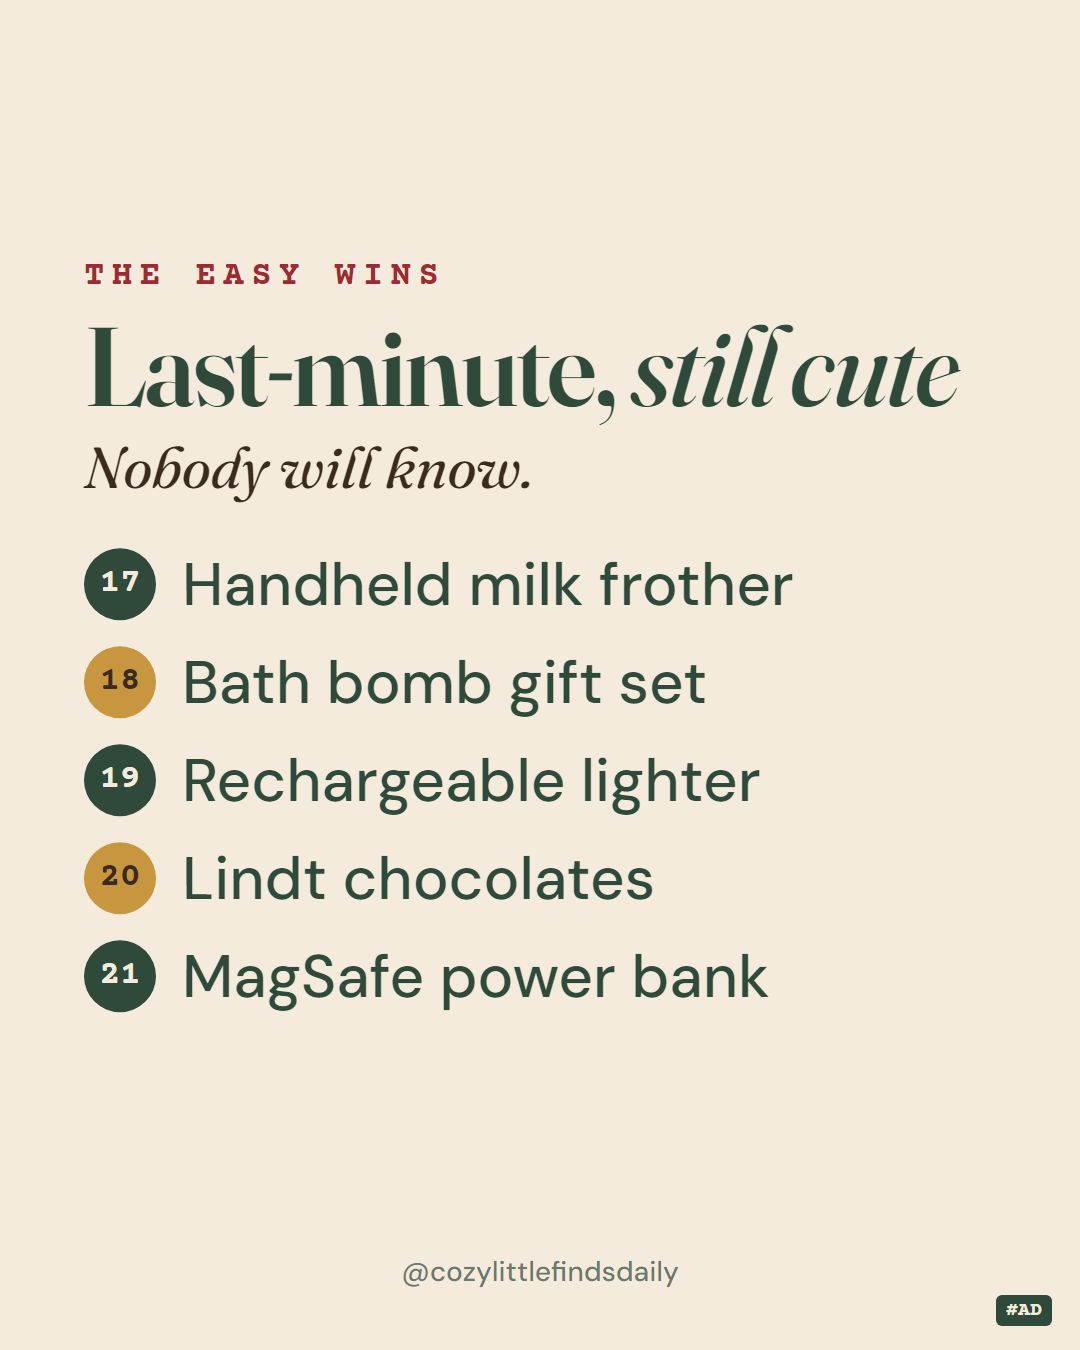 THE EASY WINS
Last-minute, still cute
Nobody will know.
17 Handheld milk frother
18 Bath bomb gift set
19 Rechargeable lighter
20 Lindt chocolates
21 MagSafe power bank
@cozylittlefindsdaily
#AD